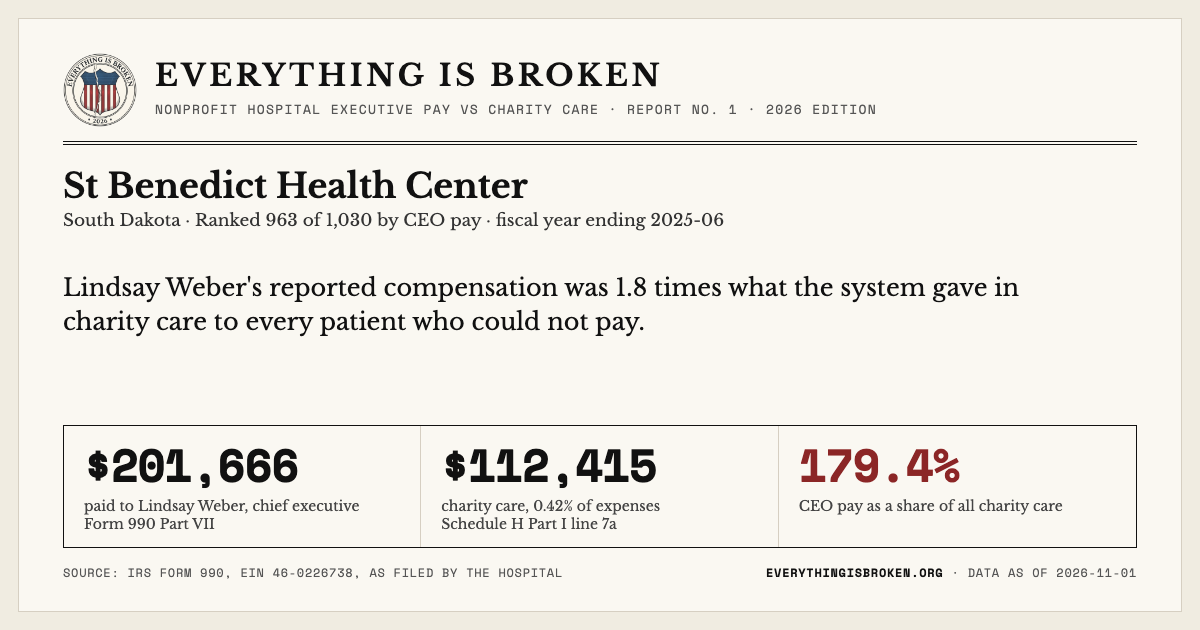 EVERYTHING IS BROKEN
2026
EVERYTHING IS BROKEN
NONPROFIT HOSPITAL EXECUTIVE PAY VS CHARITY CARE · REPORT NO. 1 · 2026 EDITION
St Benedict Health Center
South Dakota · Ranked 963 of 1,030 by CEO pay · fiscal year ending 2025-06
Lindsay Weber's reported compensation was 1.8 times what the system gave in
charity care to every patient who could not pay.
$201,666
paid to Lindsay Weber, chief executive
Form 990 Part VII
$112,415
charity care, 0.42% of expenses
Schedule H Part I line 7a
179.4%
CEO pay as a share of all charity care
SOURCE: IRS FORM 990, EIN 46-0226738, AS FILED BY THE HOSPITAL
EVERYTHINGISBROKEN.ORG · DATA AS OF 2026-11-01